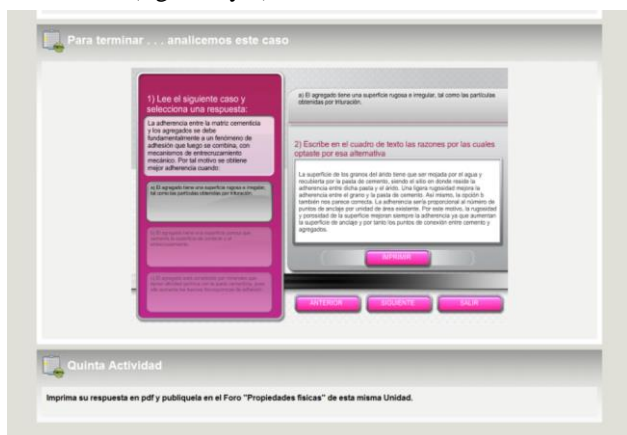 Para terminar . . . analicemos este caso
1) Lee el siguiente caso y
selecciona una respuesta:
La adherencia entre la matriz cementicia
y los agregados se debe
fundamentalmente a un fenómeno de
adhesión que luego se combina, con
mecanismos de entrecruzamiento
mecánico. Por tal motivo se obtiene
mejor adherencia cuando:
a) El agregado tiene una superficie rugosa e irregular,
tal como las partículas obtenidas por trituración.
a) El agregado tiene una superficie rugosa e irregular, tal como las partículas
obtenidas por trituración.
2) Escribe en el cuadro de texto las razones por las cuales
optaste por esa alternativa
La superficie de los granos del árido tiene que ser mojada por el agua y
recubierta por la pasta de cemento, siendo el sitio en donde reside la
adherencia entre dicha pasta y el árido. Una ligera rugosidad mejora la
adherencia entre el grano y la pasta de cemento. Así mismo, la opción b
también nos parece correcta. La adherencia sería proporcional al número de
puntos de anclaje por unidad de área existente. Por este motivo, la rugosidad
y porosidad de la superficie mejoran siempre la adherencia ya que aumentan
la superficie de anclaje y por tanto los puntos de conexión entre cemento y
agregados.
IMPRIMIR
ANTERIOR SIGUIENTE SALIR
Quinta Actividad
Imprima su respuesta en pdf y publíquela en el Foro "Propiedades físicas" de esta misma Unidad.